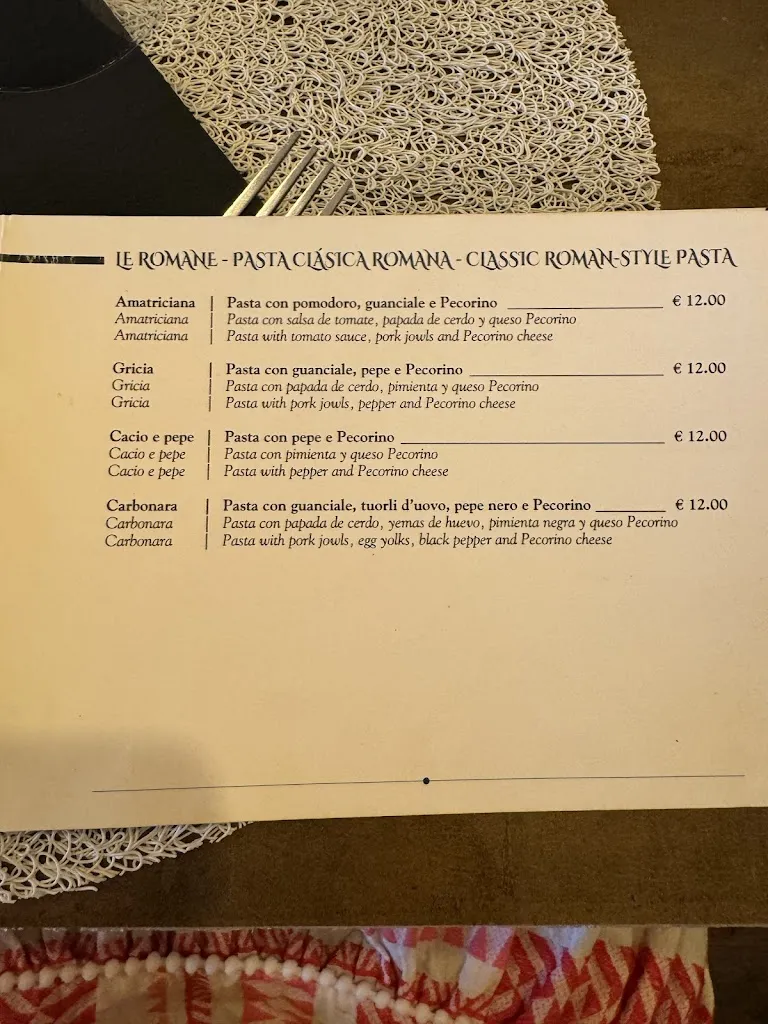 LE ROMANE - PASTA CLÁSICA ROMANA - CLASSIC ROMAN-STYLE PASTA
Amatriciana | Pasta con pomodoro, guanciale e Pecorino € 12.00
Amatriciana | Pasta con salsa de tomate, papada de cerdo y queso Pecorino
Amatriciana | Pasta with tomato sauce, pork jowls and Pecorino cheese
Gricia | Pasta con guanciale, pepe e Pecorino € 12.00
Gricia | Pasta con papada de cerdo, pimienta y queso Pecorino
Gricia | Pasta with pork jowls, pepper and Pecorino cheese
Cacio e pepe | Pasta con pepe e Pecorino € 12.00
Cacio e pepe | Pasta con pimienta y queso Pecorino
Cacio e pepe | Pasta with pepper and Pecorino cheese
Carbonara | Pasta con guanciale, tuorli d'uovo, pepe nero e Pecorino € 12.00
Carbonara | Pasta con papada de cerdo, yemas de huevo, pimienta negra y queso Pecorino
Carbonara | Pasta with pork jowls, egg yolks, black pepper and Pecorino cheese